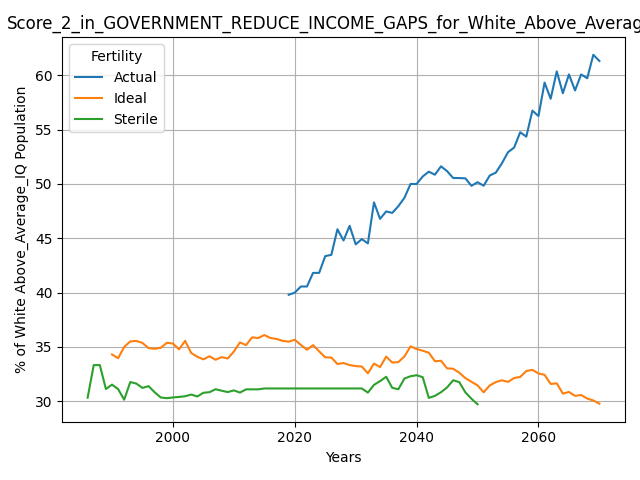 Score_2_in_GOVERNMENT_REDUCE_INCOME_GAPS_for_White_Above_Averag
Fertility
Actual
Ideal
Sterile
% of White Above_Average_IQ Population
60
55
50
45
40
35
30
2000
2020
2040
2060
Years